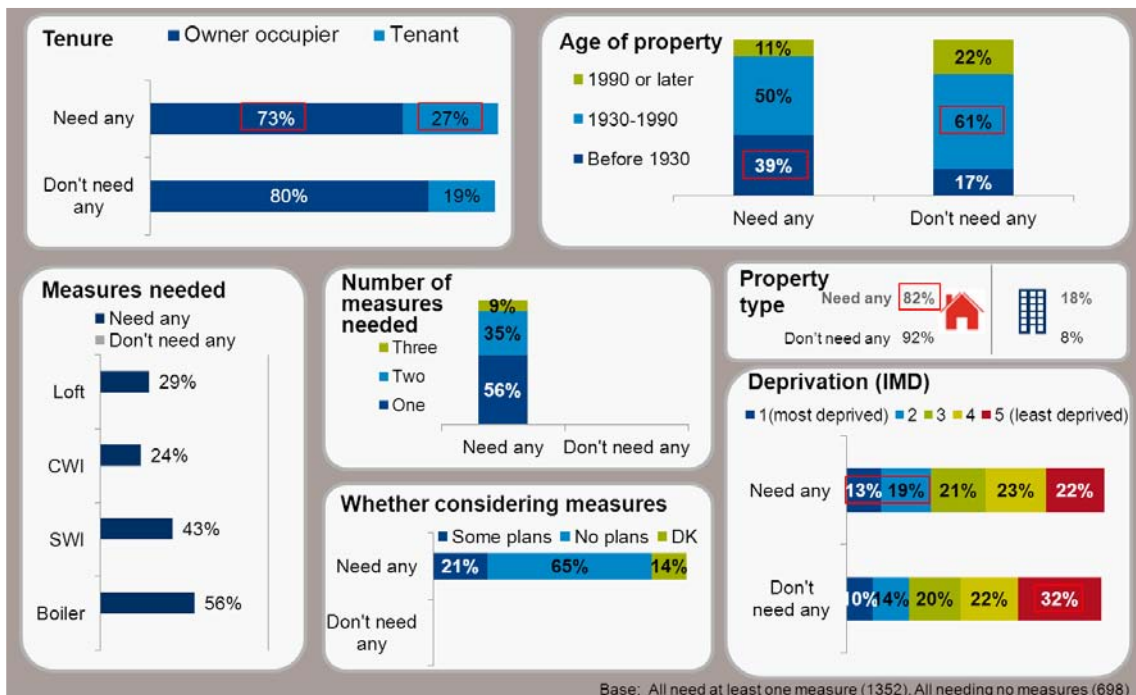 Tenure
Owner occupier Tenant
Need any
73% 27%
Don't need
any
80% 19%
Age of property
1990 or later
1930-1990
Before 1930
11%
50%
39%
22%
61%
17%
Need any Don't need any
Measures needed
Need any
Don't need any
Loft 29%
CWI 24%
SWI 43%
Boiler 56%
Number of
measures
needed
Three
Two
One
9%
35%
56%
Need any Don't need any
Property
type
Need any 82% 18%
Don't need any 92% 8%
Whether considering measures
Some plans No plans DK
Need any 21% 65% 14%
Don't need
any
Deprivation (IMD)
1(most deprived) 2 3 4 5 (least deprived)
Need any 13% 19% 21% 23% 22%
Don't
need any
10% 14% 20% 22% 32%
Base: All need at least one measure (1352), All needing no measures (698)